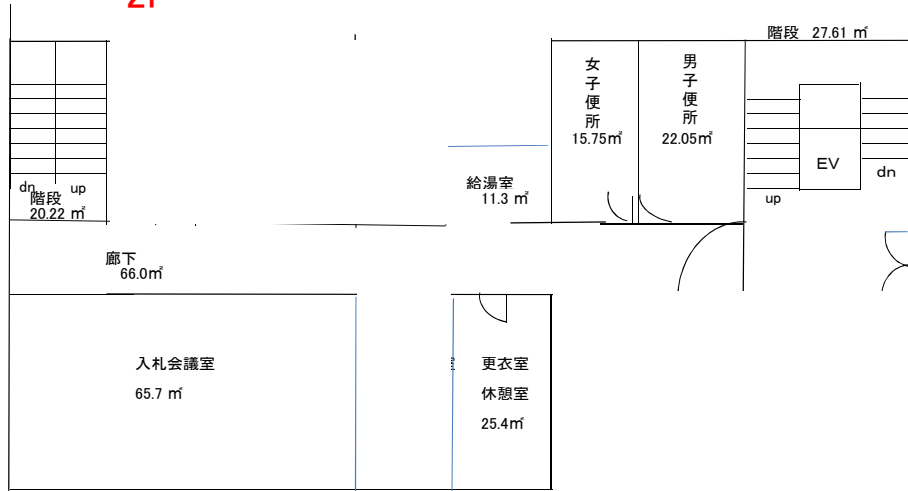 2F
階段 27.61 ㎡
女子便所
15.75㎡
男子便所
22.05㎡
EV
dn
up
dn up
階段
20.22 ㎡
給湯室
11.3 ㎡
廊下
66.0㎡
入札会議室
65.7 ㎡
更衣室
休憩室
25.4㎡